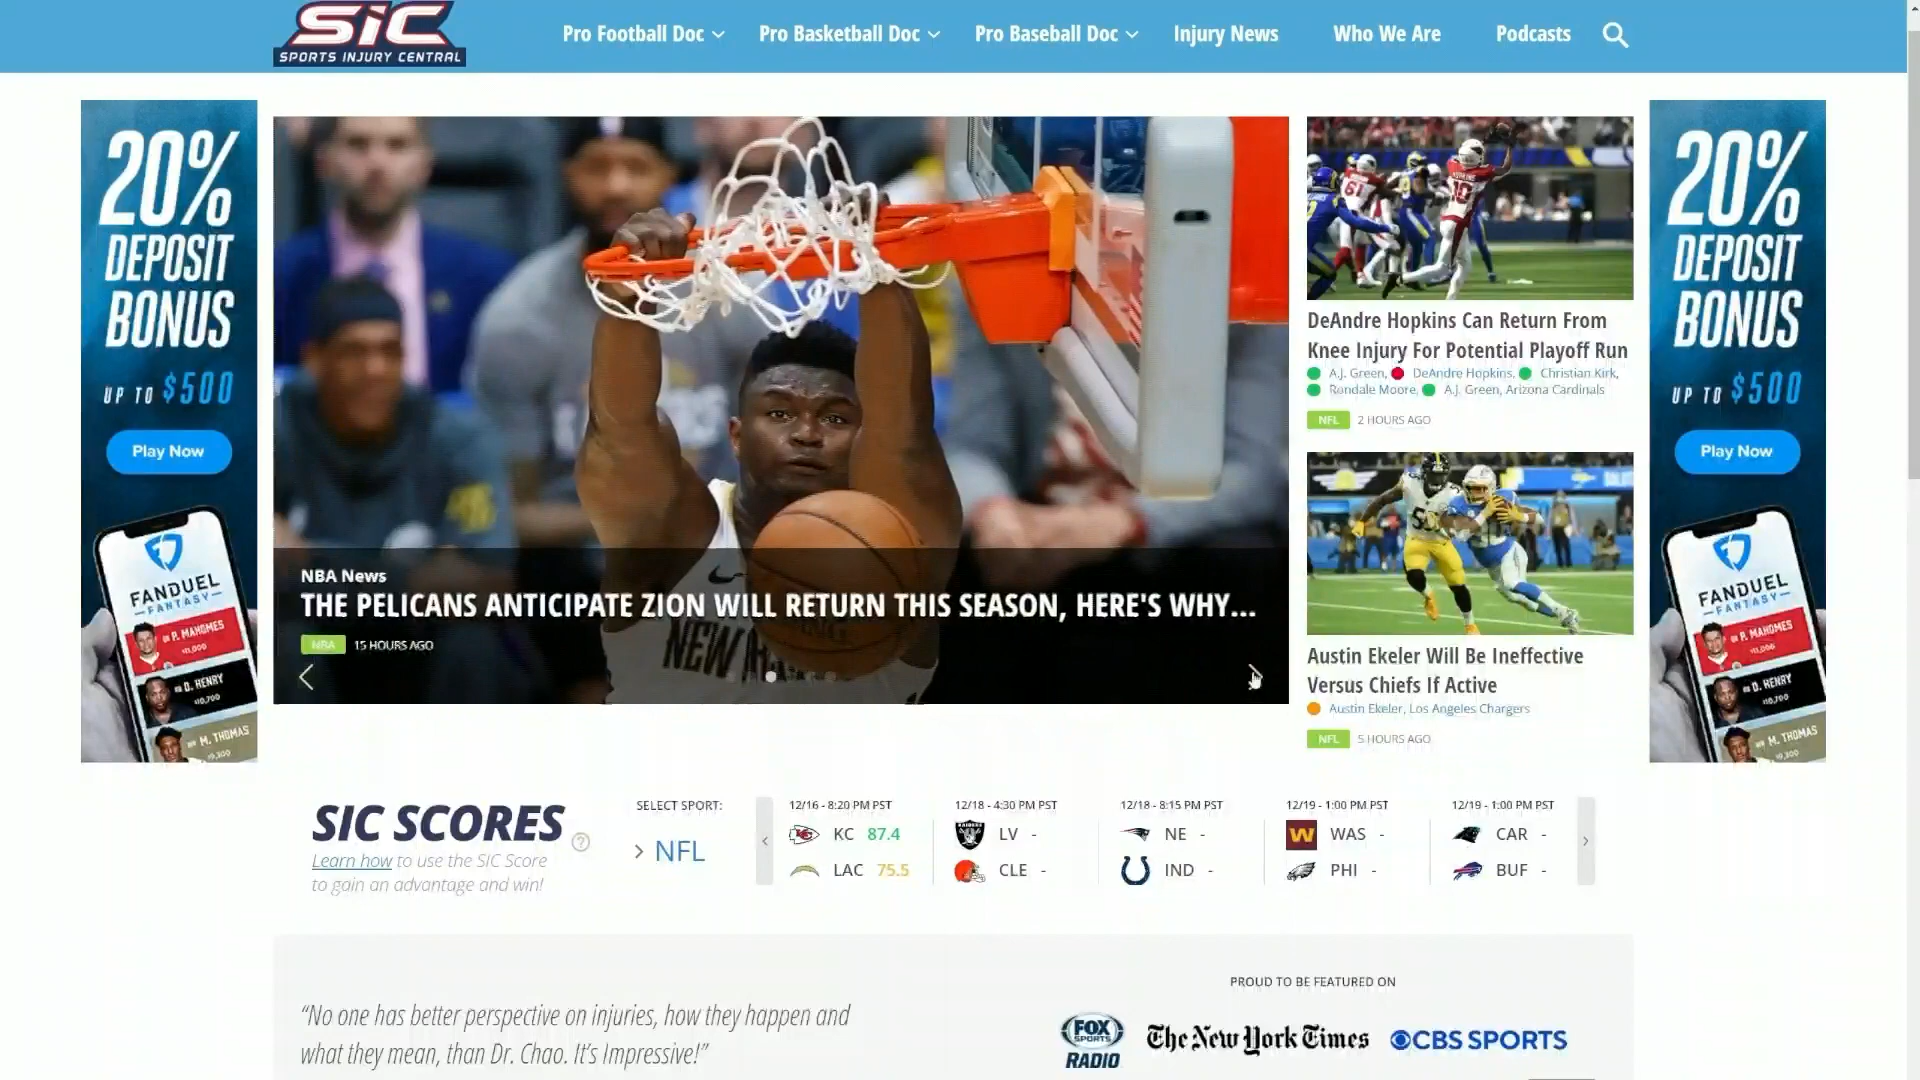 SIC
SPORTS INJURY CENTRAL
Pro Football Doc
Pro Basketball Doc
Pro Baseball Doc
Injury News
Who We Are
Podcasts
20%
DEPOSIT
BONUS
UP TO $500
Play Now
FANDUEL
FANTASY
P. MAHOMES
D. HENRY
$10,700
M. THOMAS
NBA News
THE PELICANS ANTICIPATE ZION WILL RETURN THIS SEASON, HERE'S WHY...
NBA 15 HOURS AGO
NEW
61
HOPKINS
10
DeAndre Hopkins Can Return From
Knee Injury For Potential Playoff Run
A.J. Green, DeAndre Hopkins, Christian Kirk,
Rondale Moore, A.J. Green, Arizona Cardinals
NFL 2 HOURS AGO
Austin Ekeler Will Be Ineffective
Versus Chiefs If Active
Austin Ekeler, Los Angeles Chargers
NFL 5 HOURS AGO
20%
DEPOSIT
BONUS
UP TO $500
Play Now
FANDUEL
FANTASY
P. MAHOMES
D. HENRY
$10,700
M. THOMAS
SIC SCORES
Learn how to use the SIC Score
to gain an advantage and win!
SELECT SPORT:
NFL
12/16 - 8:20 PM PST
KC 87.4
LAC 75.5
12/18 - 4:30 PM PST
LV -
CLE -
12/18 - 8:15 PM PST
NE -
IND -
12/19 - 1:00 PM PST
W WAS -
PHI -
12/19 - 1:00 PM PST
CAR -
BUF -
“No one has better perspective on injuries, how they happen and
what they mean, than Dr. Chao. It’s Impressive!”
PROUD TO BE FEATURED ON
FOX
SPORTS
RADIO
The New York Times
CBS SPORTS